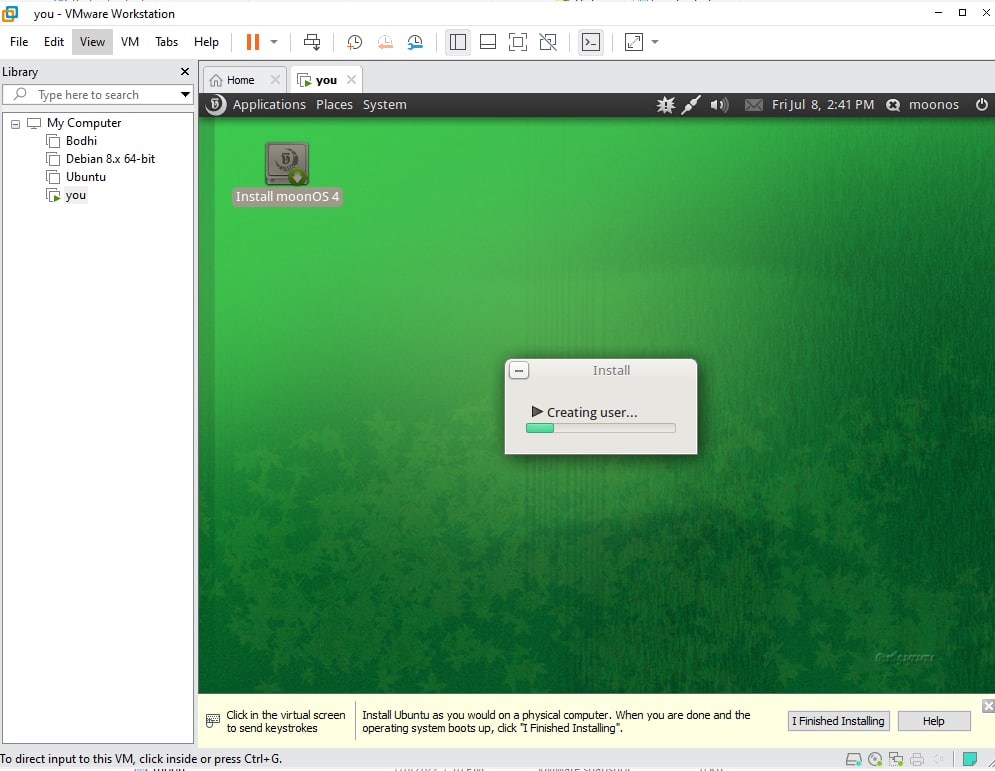 you - VMware Workstation
File Edit View VM Tabs Help
Library
Type here to search
My Computer
Bodhi
Debian 8.x 64-bit
Ubuntu
you
Home
you
Applications Places System
Fri Jul 8, 2:41 PM
moonos
Install moonOS 4
Install
Creating user...
Click in the virtual screen
to send keystrokes
Install Ubuntu as you would on a physical computer. When you are done and the
operating system boots up, click "I Finished Installing".
I Finished Installing
Help
To direct input to this VM, click inside or press Ctrl+G.